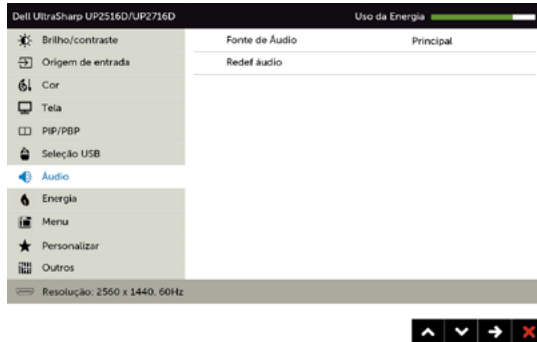 Dell UltraSharp UP2516D/UP2716D
Uso da Energia
Brilho/contraste
Fonte de Áudio
Principal
Origem de entrada
Redef áudio
Cor
Tela
PIP/PBP
Seleção USB
Áudio
Energia
Menu
Personalizar
Outros
Resolução: 2560 x 1440, 60Hz